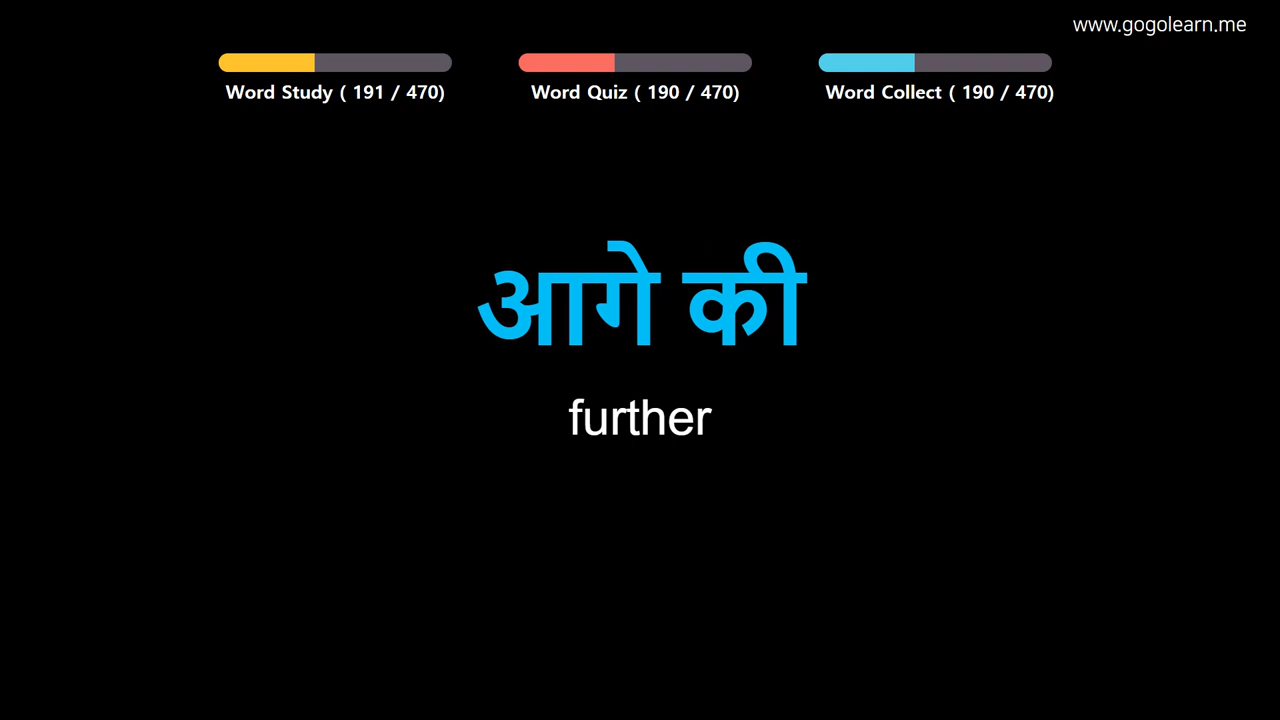 www.gogolearn.me
Word Study ( 191 / 470)
Word Quiz ( 190 / 470)
Word Collect ( 190 / 470)
आगे की
further